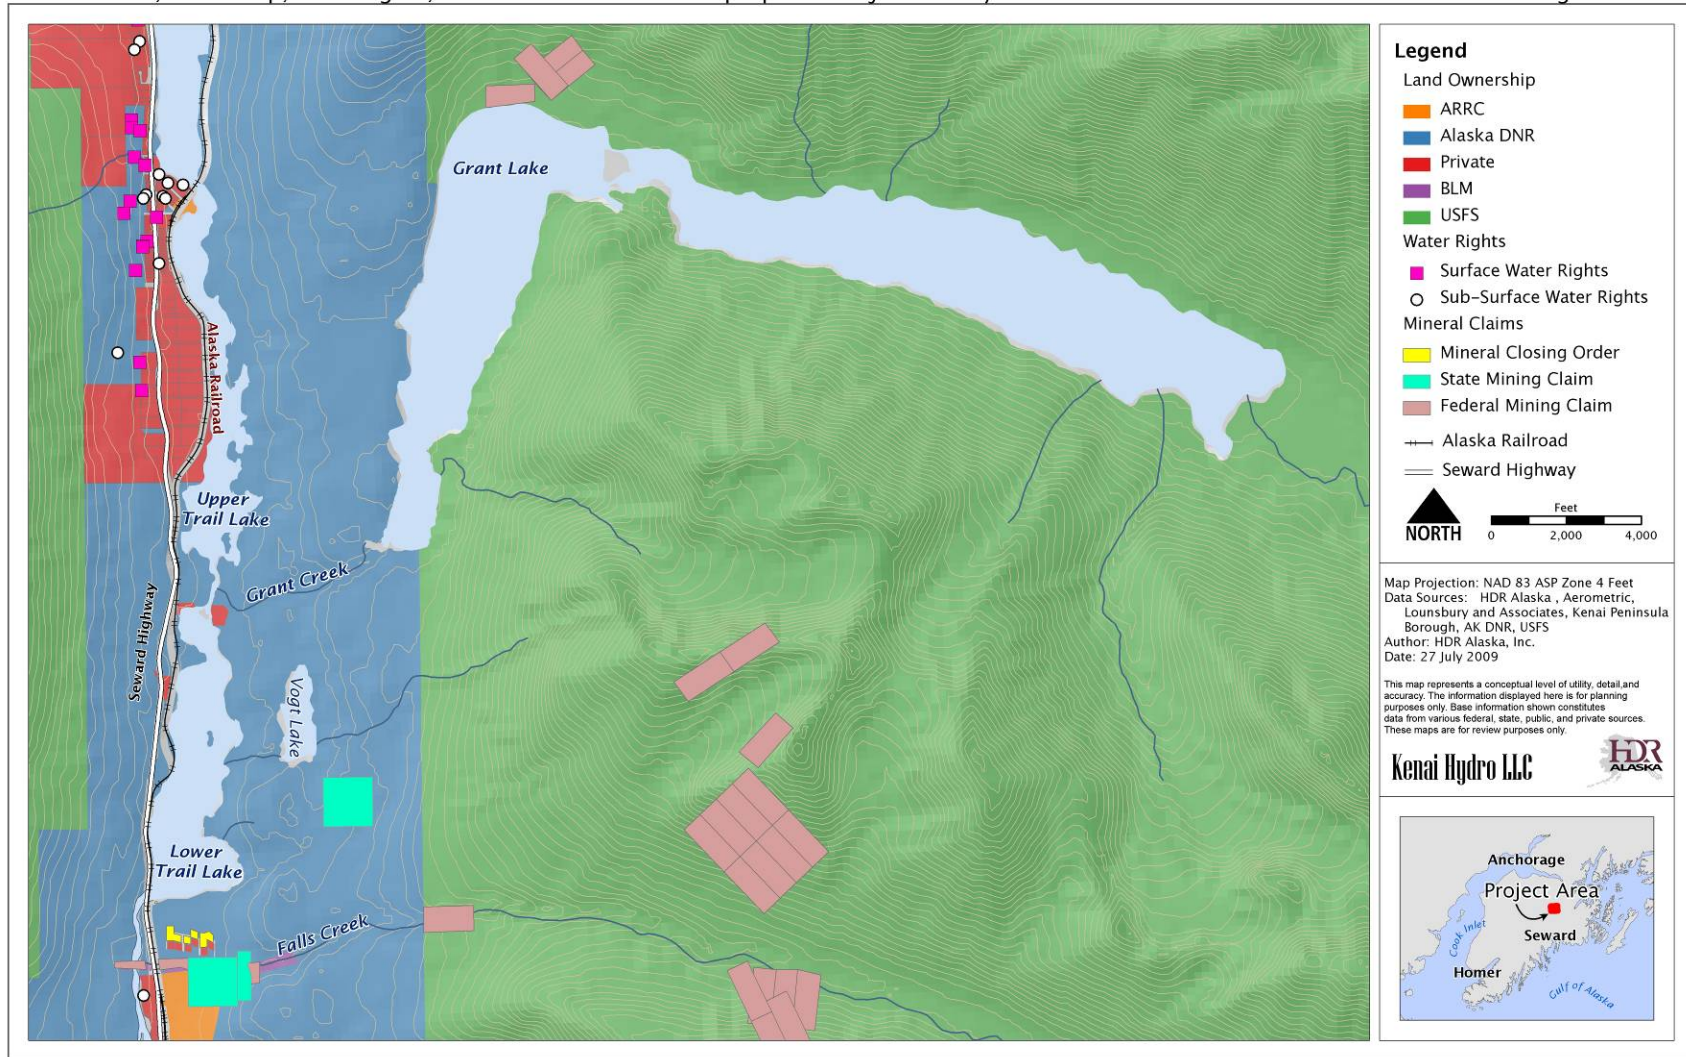 Grant Lake
Alaska Railroad
Upper
Trail Lake
Grant Creek
Seward Highway
Vogt Lake
Lower
Trail Lake
Falls Creek
Legend
Land Ownership
ARRC
Alaska DNR
Private
BLM
USFS
Water Rights
Surface Water Rights
Sub-Surface Water Rights
Mineral Claims
Mineral Closing Order
State Mining Claim
Federal Mining Claim
Alaska Railroad
Seward Highway
NORTH
Feet
0 2,000 4,000
Map Projection: NAD 83 ASP Zone 4 Feet
Data Sources: HDR Alaska , Aerometric,
Lounsbury and Associates, Kenai Peninsula
Borough, AK DNR, USFS
Author: HDR Alaska, Inc.
Date: 27 July 2009
This map represents a conceptual level of utility, detail,and
accuracy. The information displayed here is for planning
purposes only. Base information shown constitutes
data from various federal, state, public, and private sources.
These maps are for review purposes only.
Kenai Hydro LLC
HDR
ALASKA
Anchorage
Project Area
Cook Inlet
Seward
Homer
Gulf of Alaska